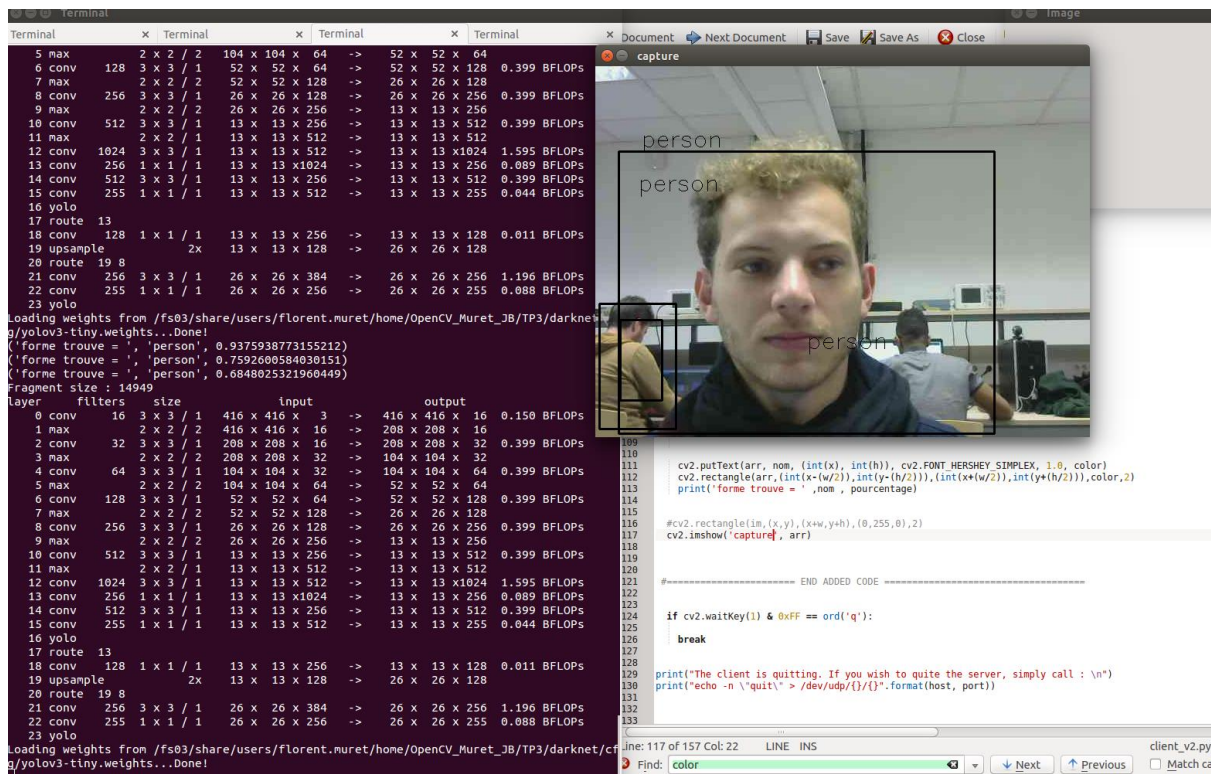 Terminal
Image
Terminal × Terminal × Terminal × Terminal ×
Document Next Document Save Save As Close
5 max 2 x 2 / 2 104 x 104 x 64 -> 52 x 52 x 64
6 conv 128 3 x 3 / 1 52 x 52 x 64 -> 52 x 52 x 128 0.399 BFLOPs
7 max 2 x 2 / 2 52 x 52 x 128 -> 26 x 26 x 128
8 conv 256 3 x 3 / 1 26 x 26 x 128 -> 26 x 26 x 256 0.399 BFLOPs
9 max 2 x 2 / 2 26 x 26 x 256 -> 13 x 13 x 256
10 conv 512 3 x 3 / 1 13 x 13 x 256 -> 13 x 13 x 512 0.399 BFLOPs
11 max 2 x 2 / 1 13 x 13 x 512 -> 13 x 13 x 512
12 conv 1024 3 x 3 / 1 13 x 13 x 512 -> 13 x 13 x1024 1.595 BFLOPs
13 conv 256 1 x 1 / 1 13 x 13 x1024 -> 13 x 13 x 256 0.089 BFLOPs
14 conv 512 3 x 3 / 1 13 x 13 x 256 -> 13 x 13 x 512 0.399 BFLOPs
15 conv 255 1 x 1 / 1 13 x 13 x 512 -> 13 x 13 x 255 0.044 BFLOPs
16 yolo
17 route 13
18 conv 128 1 x 1 / 1 13 x 13 x 256 -> 13 x 13 x 128 0.011 BFLOPs
19 upsample 2x 13 x 13 x 128 -> 26 x 26 x 128
20 route 19 8
21 conv 256 3 x 3 / 1 26 x 26 x 384 -> 26 x 26 x 256 1.196 BFLOPs
22 conv 255 1 x 1 / 1 26 x 26 x 256 -> 26 x 26 x 255 0.088 BFLOPs
23 yolo
Loading weights from /fs03/share/users/florent.muret/home/OpenCV_Muret_JB/TP3/darknet
g/yolov3-tiny.weights...Done!
('forme trouve = ', 'person', 0.9375938773155212)
('forme trouve = ', 'person', 0.7292609584030151)
('forme trouve = ', 'person', 0.6848025321960449)
Fragment size : 14949
layer filters size input output
0 conv 16 3 x 3 / 1 416 x 416 x 3 -> 416 x 416 x 16 0.150 BFLOPs
1 max 2 x 2 / 2 416 x 416 x 16 -> 208 x 208 x 16
2 conv 32 3 x 3 / 1 208 x 208 x 16 -> 208 x 208 x 32 0.399 BFLOPs
3 max 2 x 2 / 2 208 x 208 x 32 -> 104 x 104 x 32
4 conv 64 3 x 3 / 1 104 x 104 x 32 -> 104 x 104 x 64 0.399 BFLOPs
5 max 2 x 2 / 2 104 x 104 x 64 -> 52 x 52 x 64
6 conv 128 3 x 3 / 1 52 x 52 x 64 -> 52 x 52 x 128 0.399 BFLOPs
7 max 2 x 2 / 2 52 x 52 x 128 -> 26 x 26 x 128
8 conv 256 3 x 3 / 1 26 x 26 x 128 -> 26 x 26 x 256 0.399 BFLOPs
9 max 2 x 2 / 2 26 x 26 x 256 -> 13 x 13 x 256
10 conv 512 3 x 3 / 1 13 x 13 x 256 -> 13 x 13 x 512 0.399 BFLOPs
11 max 2 x 2 / 1 13 x 13 x 512 -> 13 x 13 x 512
12 conv 1024 3 x 3 / 1 13 x 13 x 512 -> 13 x 13 x1024 1.595 BFLOPs
13 conv 256 1 x 1 / 1 13 x 13 x1024 -> 13 x 13 x 256 0.089 BFLOPs
14 conv 512 3 x 3 / 1 13 x 13 x 256 -> 13 x 13 x 512 0.399 BFLOPs
15 conv 255 1 x 1 / 1 13 x 13 x 512 -> 13 x 13 x 255 0.044 BFLOPs
16 yolo
17 route 13
18 conv 128 1 x 1 / 1 13 x 13 x 256 -> 13 x 13 x 128 0.011 BFLOPs
19 upsample 2x 13 x 13 x 128 -> 26 x 26 x 128
20 route 19 8
21 conv 256 3 x 3 / 1 26 x 26 x 384 -> 26 x 26 x 256 1.196 BFLOPs
22 conv 255 1 x 1 / 1 26 x 26 x 256 -> 26 x 26 x 255 0.088 BFLOPs
23 yolo
Loading weights from /fs03/share/users/florent.muret/home/OpenCV_Muret_JB/TP3/darknet/cf
g/yolov3-tiny.weights...Done!
capture
person
person
person
109
110
111 cv2.putText(arr, nom, (int(x), int(h)), cv2.FONT_HERSHEY_SIMPLEX, 1.0, color)
112 cv2.rectangle(arr,(int(x-(w/2)),int(y-(h/2))),(int(x+(w/2)),int(y+(h/2))),color,2)
113 print('forme trouve = ' ,nom , pourcentage)
114
115
116 #cv2.rectangle(im,(x,y),(x+w,y+h),(0,255,0),2)
117 cv2.imshow('capture', arr)
118
119
120
121 #======================= END ADDED CODE ====================================
122
123
124 if cv2.waitKey(1) & 0xFF == ord('q'):
125
126 break
127
128
129 print("The client is quitting. If you wish to quite the server, simply call : \n")
130 print("echo -n \"quit\" > /dev/udp/{}/{}".format(host, port))
131
132
133
Line: 117 of 157 Col: 22 LINE INS client_v2.py
Find: color Next Previous Match ca